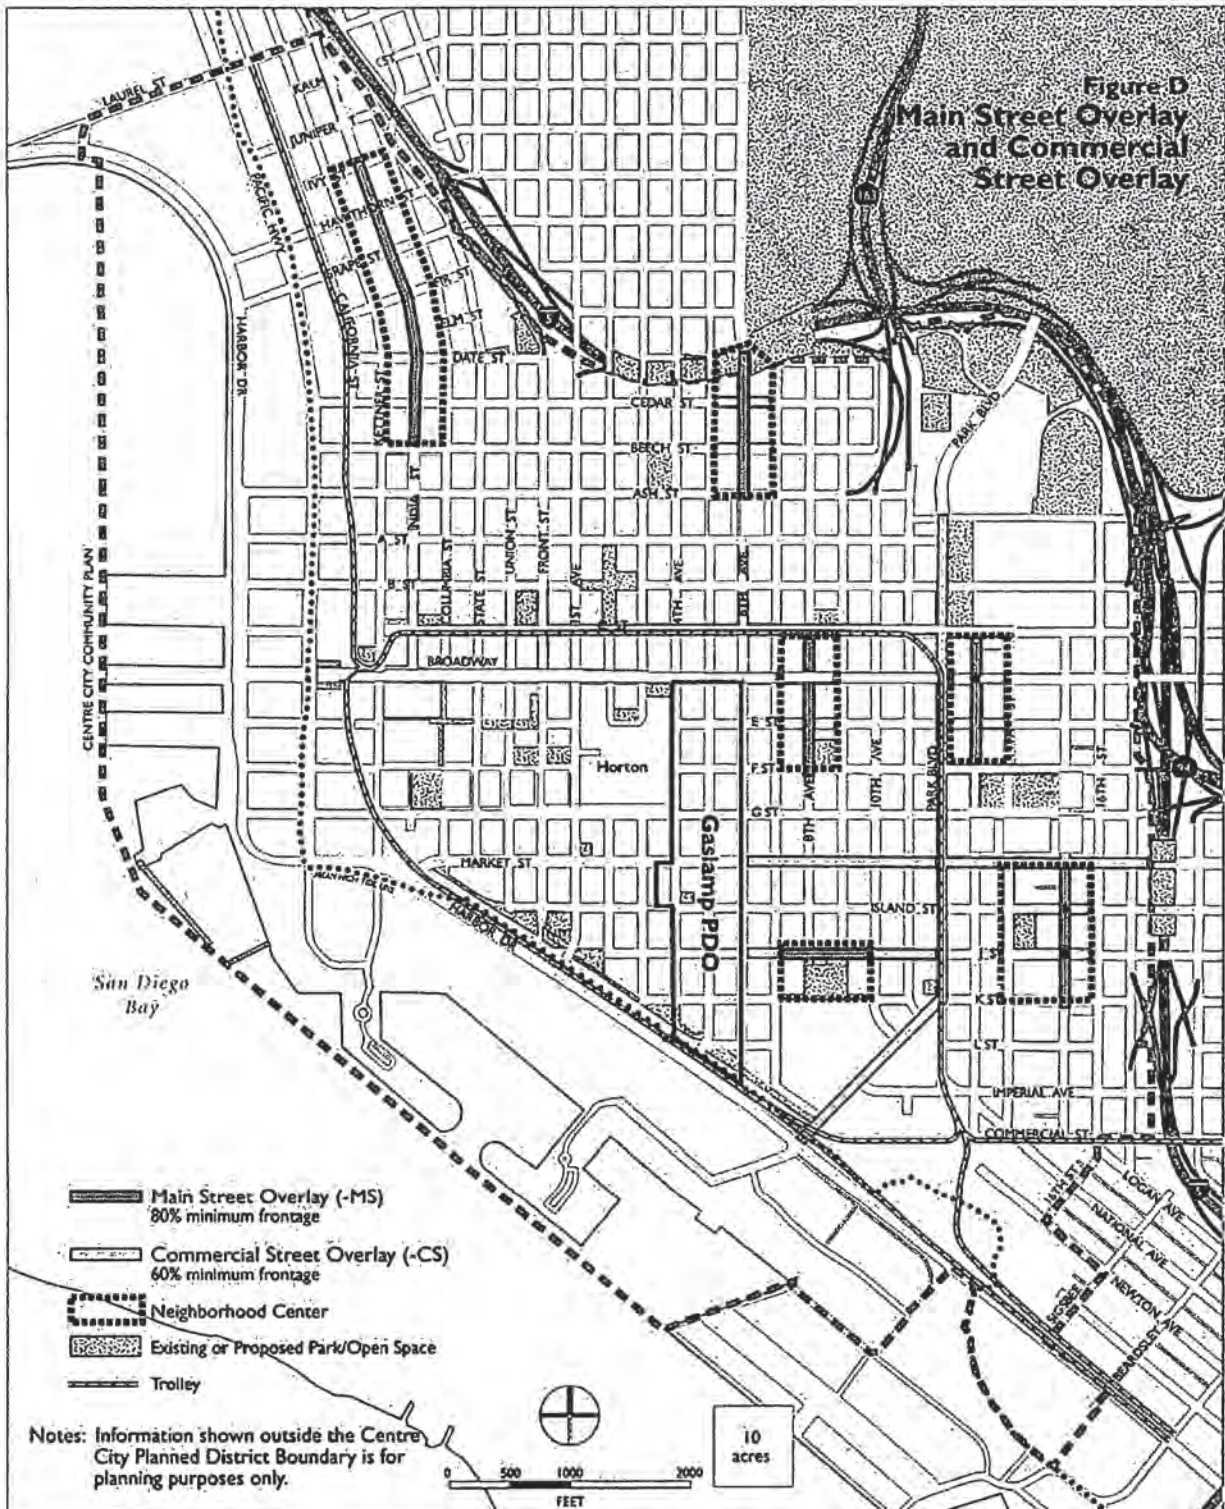 Figure D
Main Street Overlay
and Commercial
Street Overlay
LAUREL ST
KALMIA
JUNIPER
IVY
HAWTHORN ST
GRAPE ST
ELM ST
DATE ST
CEDAR ST
BEECH ST
ASH ST
A ST
B ST
BROADWAY
PACIFIC HWY
HARBOR DR
CALIFORNIA ST
KETTNER ST
INDIA ST
COLUMBIA ST
STATE ST
UNION ST
FRONT ST
1ST AVE
4TH AVE
6TH AVE
163
5
PARK BLVD
CENTRE CITY COMMUNITY PLAN
E ST
F ST
G ST
Horton
8TH AVE
10TH AVE
PARK BLVD
16TH ST
94
MARKET ST
HARBOR DR
Gaslamp PDO
ISLAND ST
J ST
K ST
L ST
IMPERIAL AVE
COMMERCIAL ST
San Diego
Bay
16TH ST
LOGAN AVE
NATIONAL AVE
NEWTON AVE
SIGSBEE
BEARDSLEY
Main Street Overlay (-MS)
80% minimum frontage
Commercial Street Overlay (-CS)
60% minimum frontage
Neighborhood Center
Existing or Proposed Park/Open Space
Trolley
Notes: Information shown outside the Centre
City Planned District Boundary is for
planning purposes only.
0 500 1000 2000
FEET
10
acres